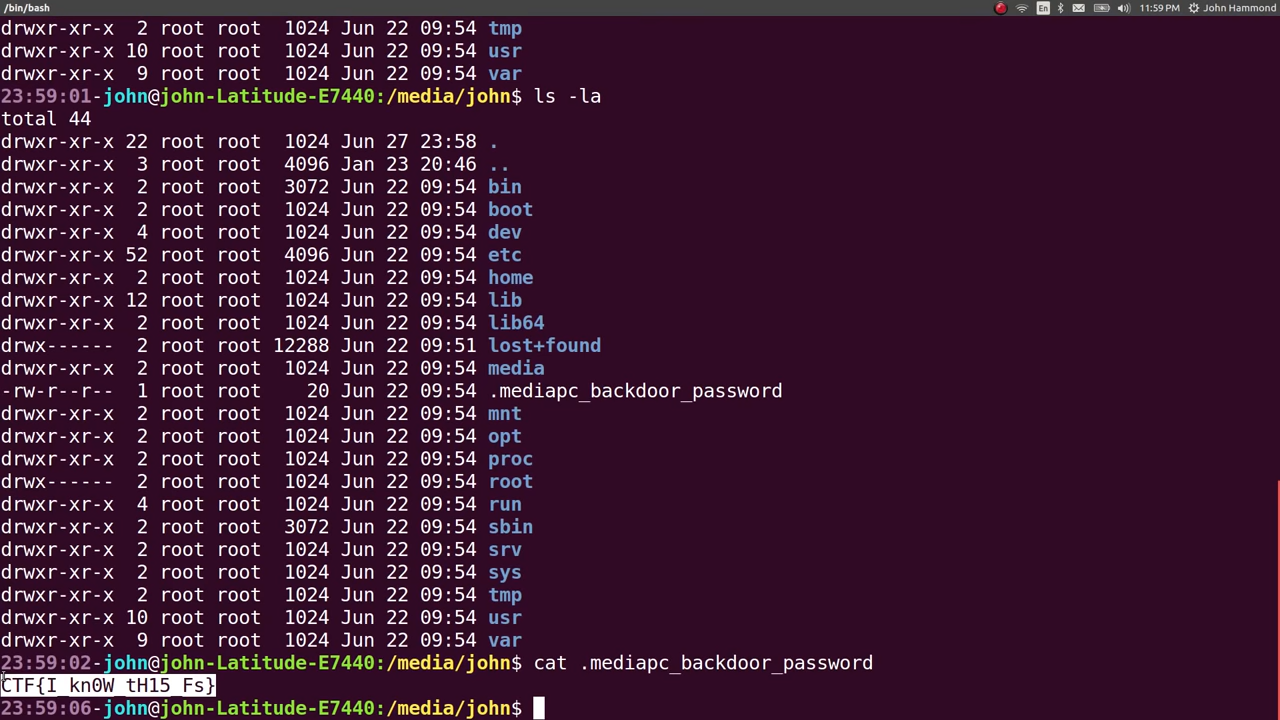 /bin/bash
En
11:59 PM
John Hammond
drwxr-xr-x  2 root root  1024 Jun 22 09:54 tmp
drwxr-xr-x 10 root root  1024 Jun 22 09:54 usr
drwxr-xr-x  9 root root  1024 Jun 22 09:54 var
23:59:01-john@john-Latitude-E7440:/media/john$ ls -la
total 44
drwxr-xr-x 22 root root  1024 Jun 27 23:58 .
drwxr-xr-x  3 root root  4096 Jan 23 20:46 ..
drwxr-xr-x  2 root root  3072 Jun 22 09:54 bin
drwxr-xr-x  2 root root  1024 Jun 22 09:54 boot
drwxr-xr-x  4 root root  1024 Jun 22 09:54 dev
drwxr-xr-x 52 root root  4096 Jun 22 09:54 etc
drwxr-xr-x  2 root root  1024 Jun 22 09:54 home
drwxr-xr-x 12 root root  1024 Jun 22 09:54 lib
drwxr-xr-x  2 root root  1024 Jun 22 09:54 lib64
drwx------  2 root root 12288 Jun 22 09:51 lost+found
drwxr-xr-x  2 root root  1024 Jun 22 09:54 media
-rw-r--r--  1 root root    20 Jun 22 09:54 .mediapc_backdoor_password
drwxr-xr-x  2 root root  1024 Jun 22 09:54 mnt
drwxr-xr-x  2 root root  1024 Jun 22 09:54 opt
drwxr-xr-x  2 root root  1024 Jun 22 09:54 proc
drwx------  2 root root  1024 Jun 22 09:54 root
drwxr-xr-x  4 root root  1024 Jun 22 09:54 run
drwxr-xr-x  2 root root  3072 Jun 22 09:54 sbin
drwxr-xr-x  2 root root  1024 Jun 22 09:54 srv
drwxr-xr-x  2 root root  1024 Jun 22 09:54 sys
drwxr-xr-x  2 root root  1024 Jun 22 09:54 tmp
drwxr-xr-x 10 root root  1024 Jun 22 09:54 usr
drwxr-xr-x  9 root root  1024 Jun 22 09:54 var
23:59:02-john@john-Latitude-E7440:/media/john$ cat .mediapc_backdoor_password
CTF{I_kn0W_tH15_Fs}
23:59:06-john@john-Latitude-E7440:/media/john$